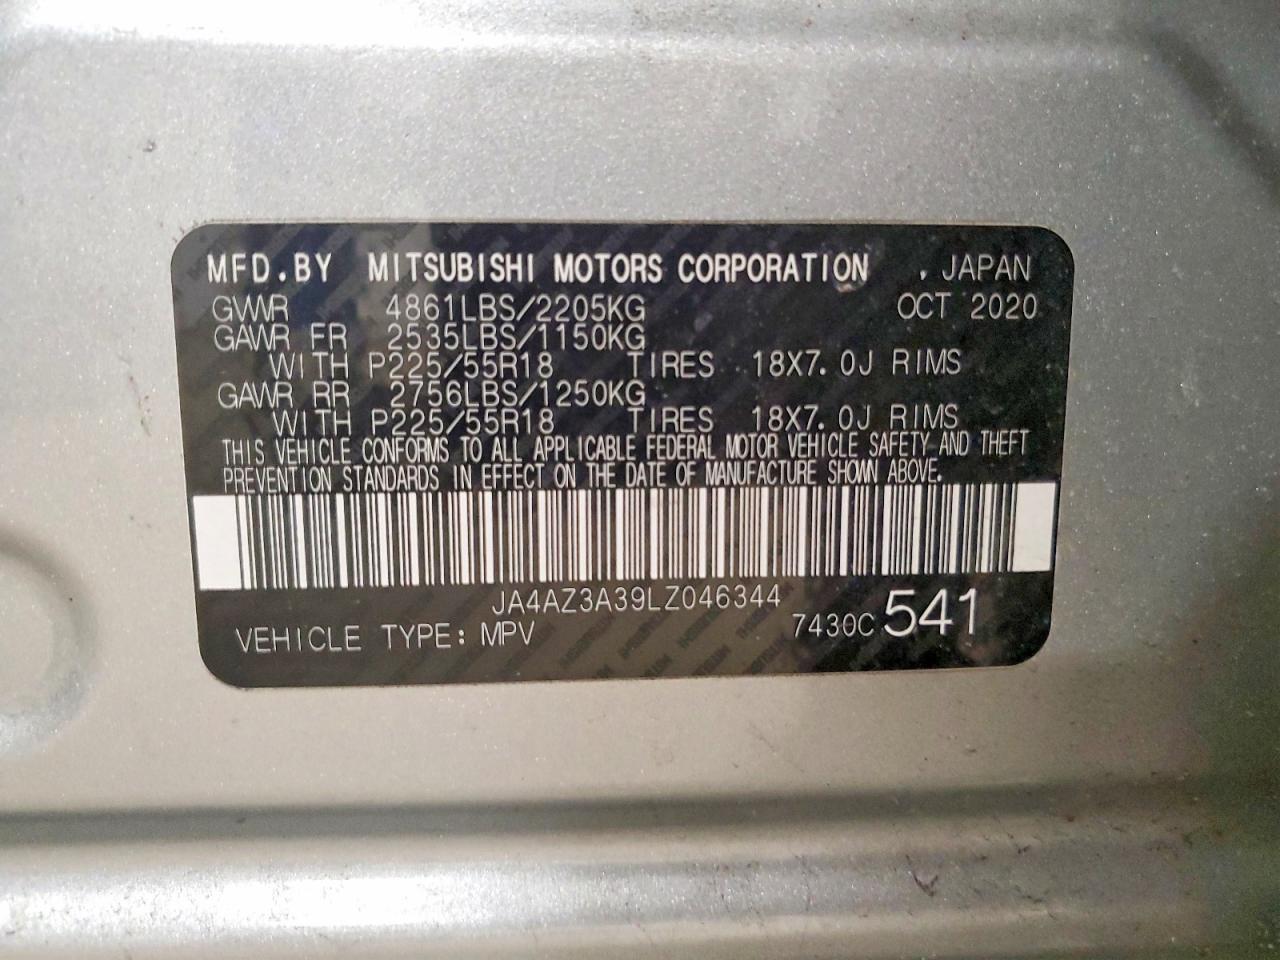 MFD.BY MITSUBISHI MOTORS CORPORATION . JAPAN
GVWR 4861LBS/2205KG OCT 2020
GAWR FR 2535LBS/1150KG
WITH P225/55R18 TIRES 18X7.0J RIMS
GAWR RR 2756LBS/1250KG
WITH P225/55R18 TIRES 18X7.0J RIMS
THIS VEHICLE CONFORMS TO ALL APPLICABLE FEDERAL MOTOR VEHICLE SAFETY AND THEFT
PREVENTION STANDARDS IN EFFECT ON THE DATE OF MANUFACTURE SHOWN ABOVE.
JA4AZ3A39LZ046344
VEHICLE TYPE: MPV 7430C 541